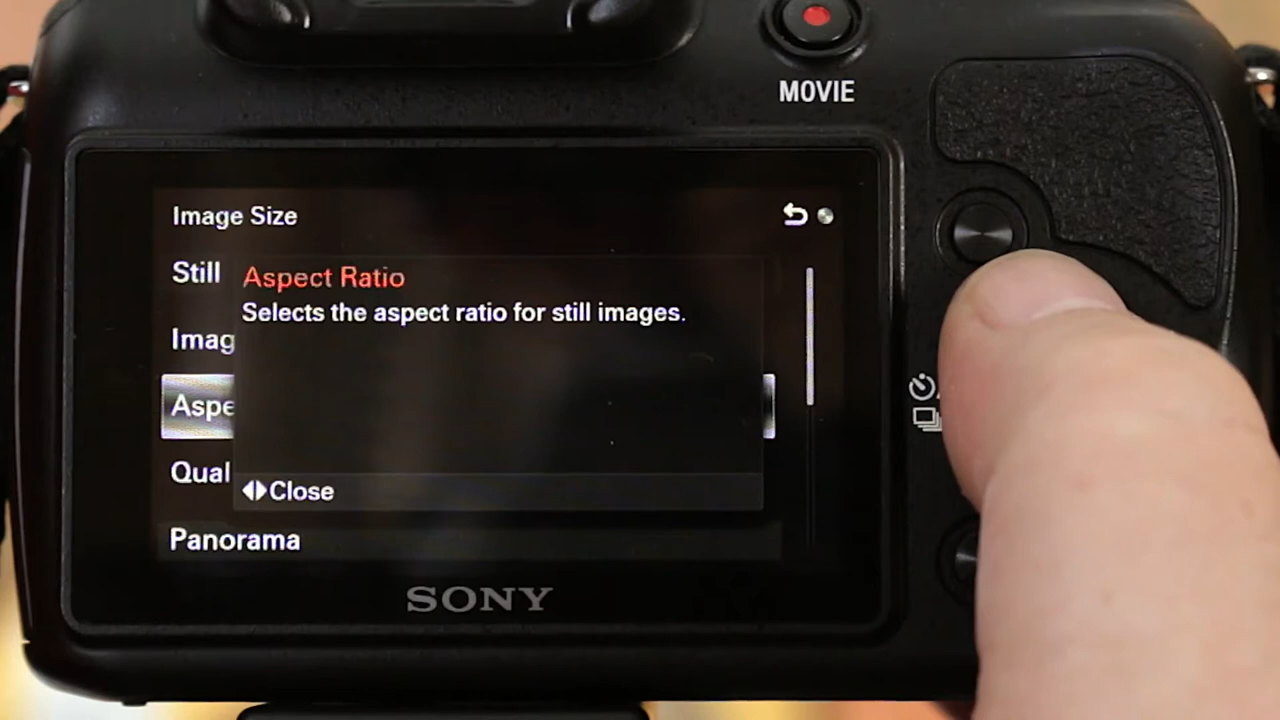 MOVIE
Image Size
Still
Aspect Ratio
Selects the aspect ratio for still images.
Imag
Aspe
Qual
Close
Panorama
SONY